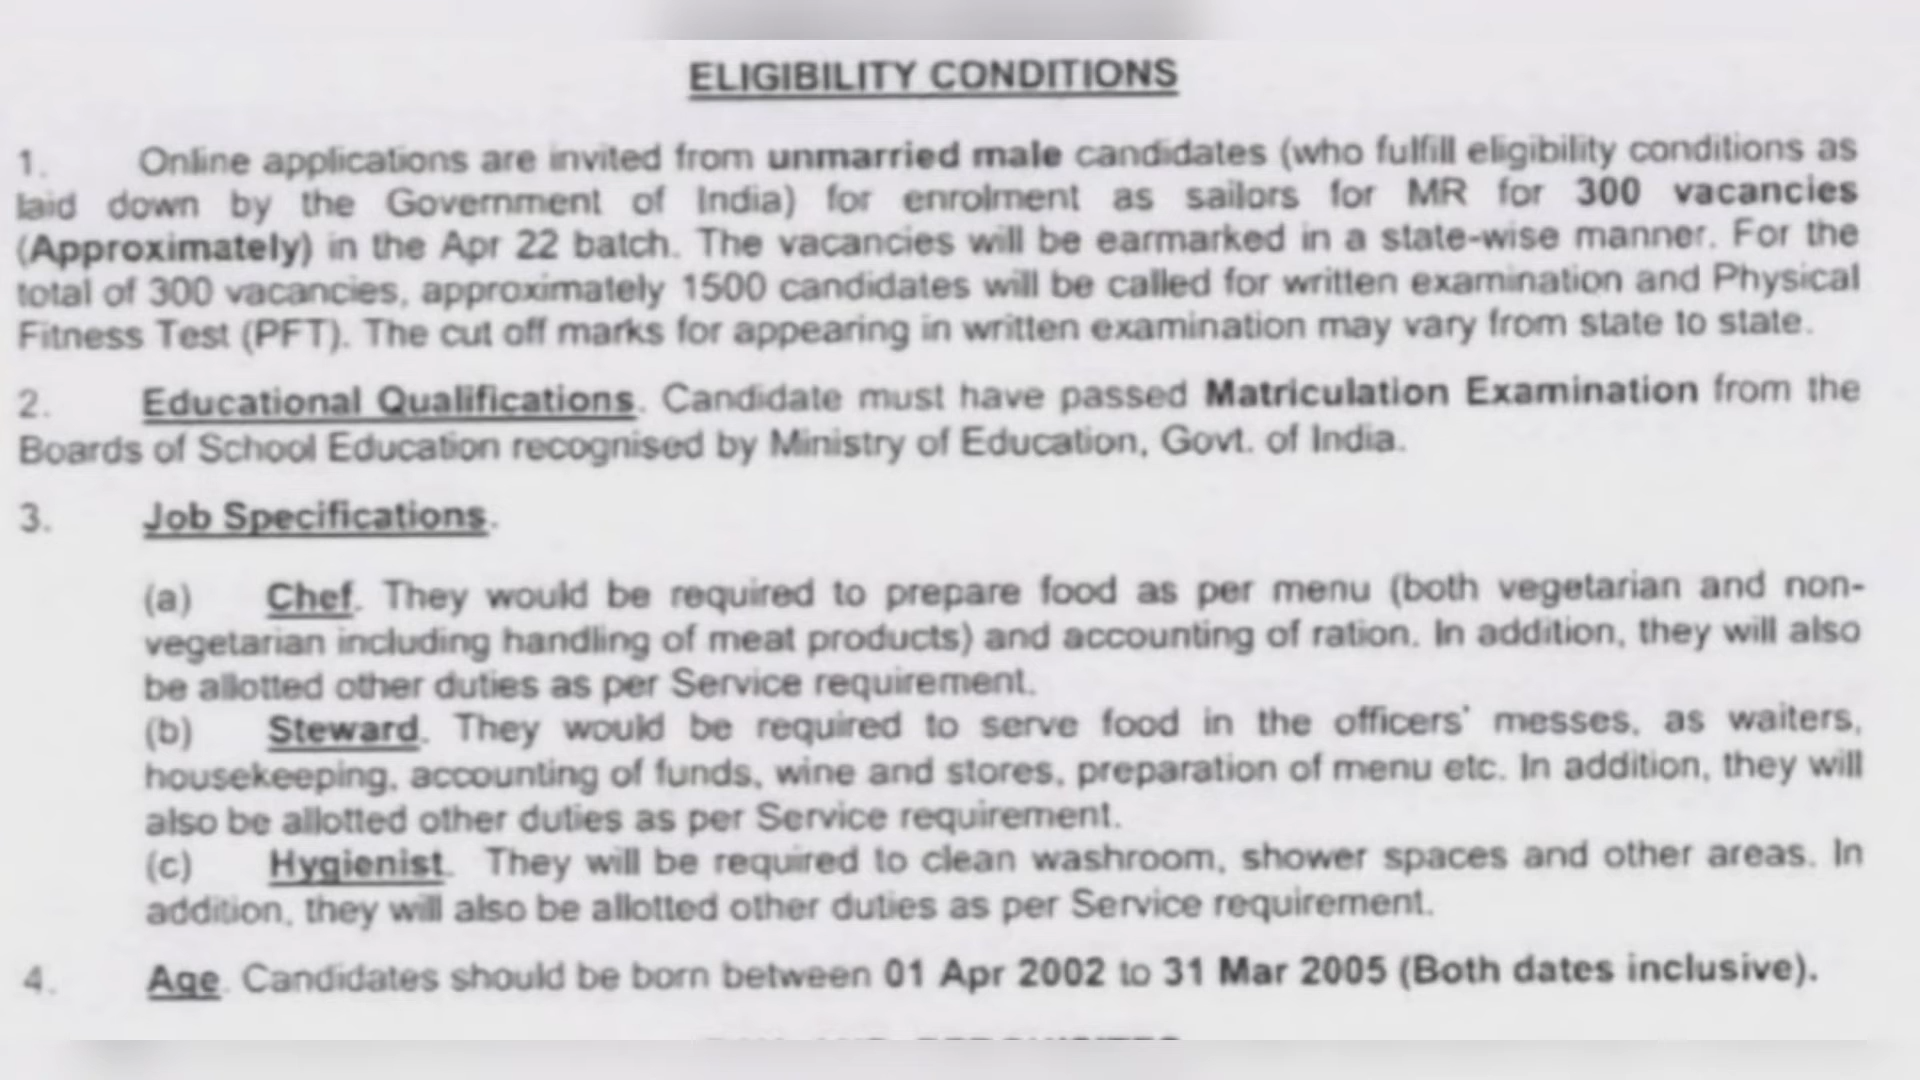 ELIGIBILITY CONDITIONS
1. Online applications are invited from unmarried male candidates (who fulfill eligibility conditions as
laid down by the Government of India) for enrolment as sailors for MR for 300 vacancies
(Approximately) in the Apr 22 batch. The vacancies will be earmarked in a state-wise manner. For the
total of 300 vacancies, approximately 1500 candidates will be called for written examination and Physical
Fitness Test (PFT). The cut off marks for appearing in written examination may vary from state to state.
2. Educational Qualifications. Candidate must have passed Matriculation Examination from the
Boards of School Education recognised by Ministry of Education, Govt. of India.
3. Job Specifications.
(a) Chef. They would be required to prepare food as per menu (both vegetarian and non-
vegetarian including handling of meat products) and accounting of ration. In addition, they will also
be allotted other duties as per Service requirement.
(b) Steward. They would be required to serve food in the officers' messes, as waiters,
housekeeping, accounting of funds, wine and stores, preparation of menu etc. In addition, they will
also be allotted other duties as per Service requirement.
(c) Hygienist. They will be required to clean washroom, shower spaces and other areas. In
addition, they will also be allotted other duties as per Service requirement.
4. Age. Candidates should be born between 01 Apr 2002 to 31 Mar 2005 (Both dates inclusive).